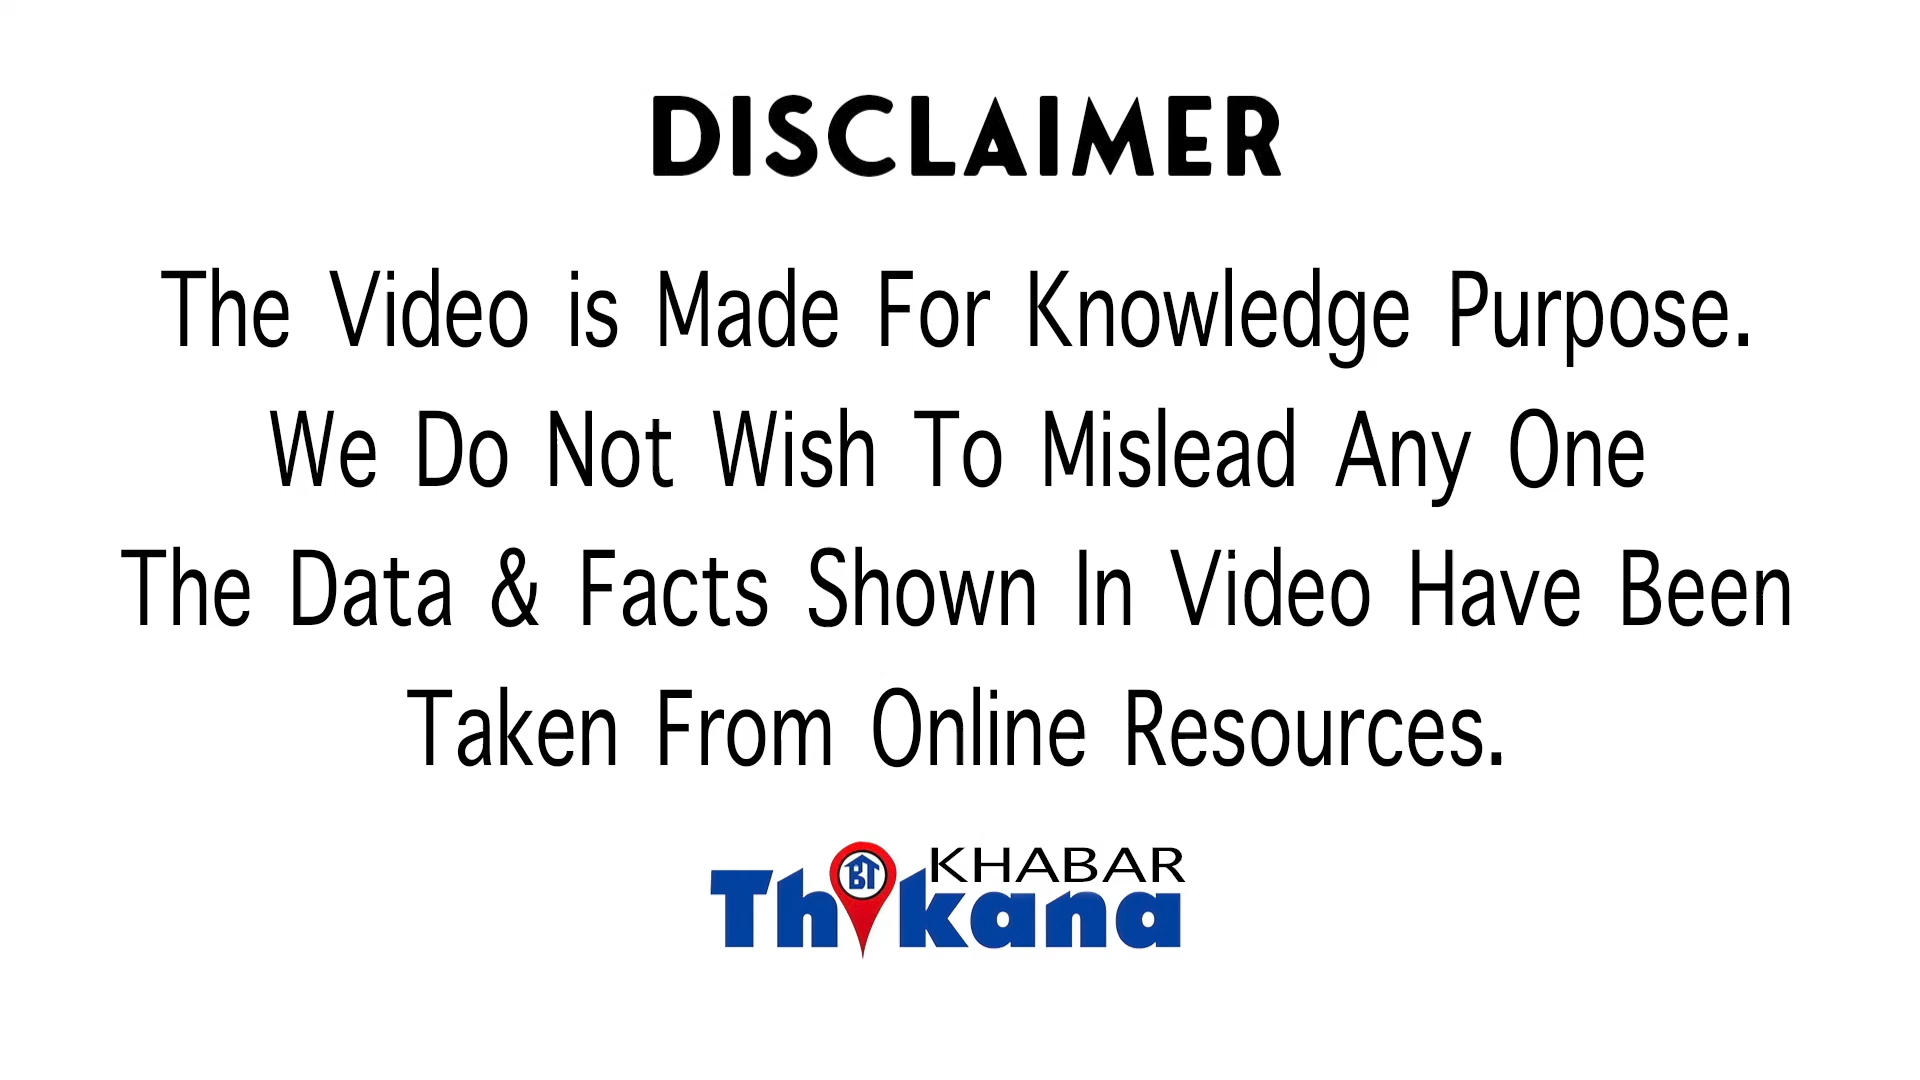 DISCLAIMER
The Video is Made For Knowledge Purpose.
We Do Not Wish To Mislead Any One
The Data & Facts Shown In Video Have Been
Taken From Online Resources.
KHABAR
BT
Thikana